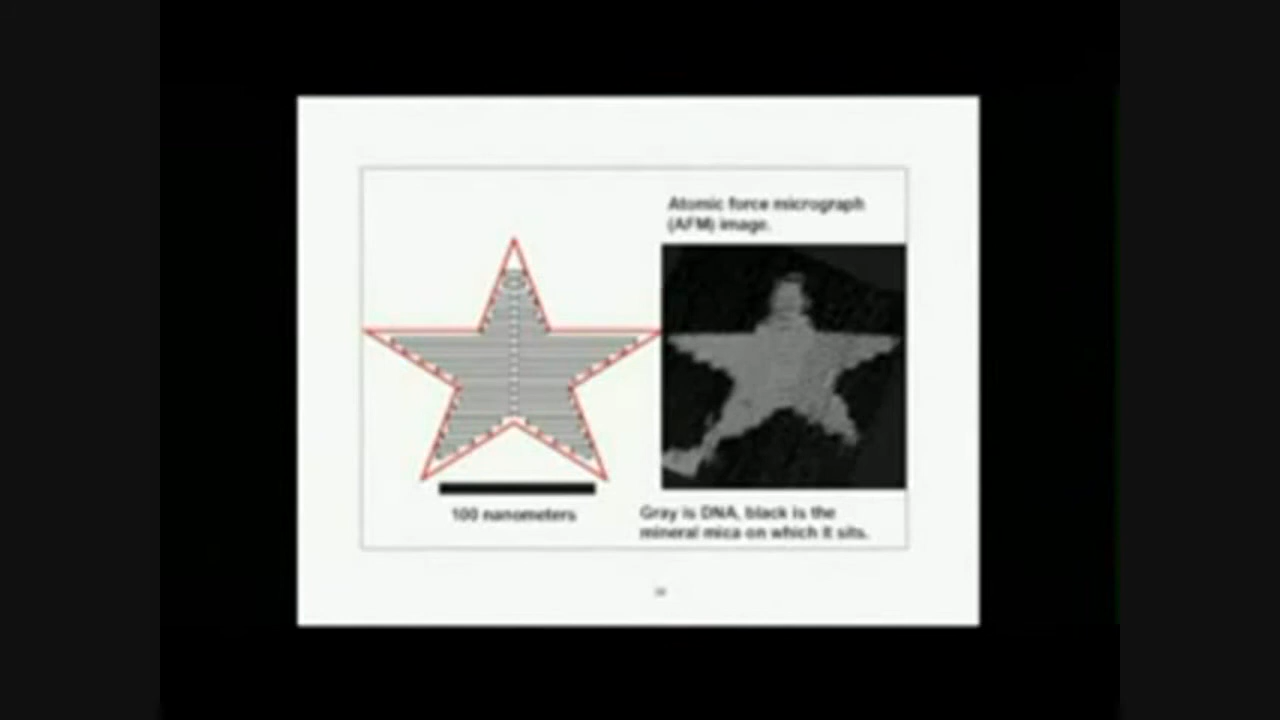 Atomic force micrograph
(AFM) image.
100 nanometers
Gray is DNA, black is the
mineral mica on which it sits.